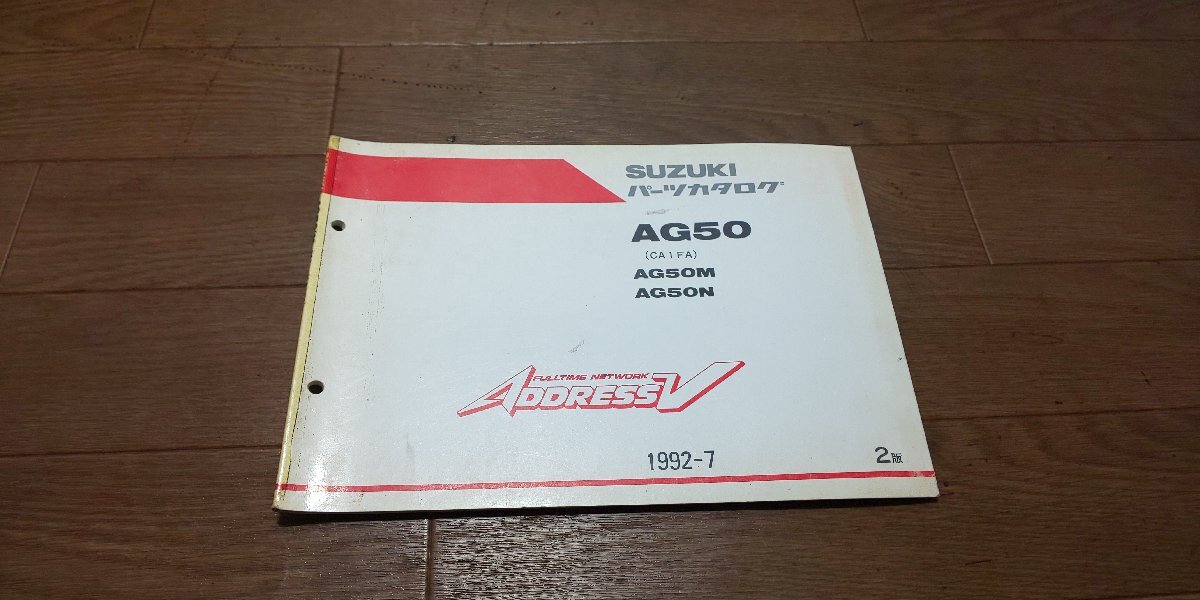 SUZUKI
パーツカタログ
AG50
(CA1FA)
AG50M
AG50N
FULLTIME NETWORK
ADDRESS V
1992-7
2版